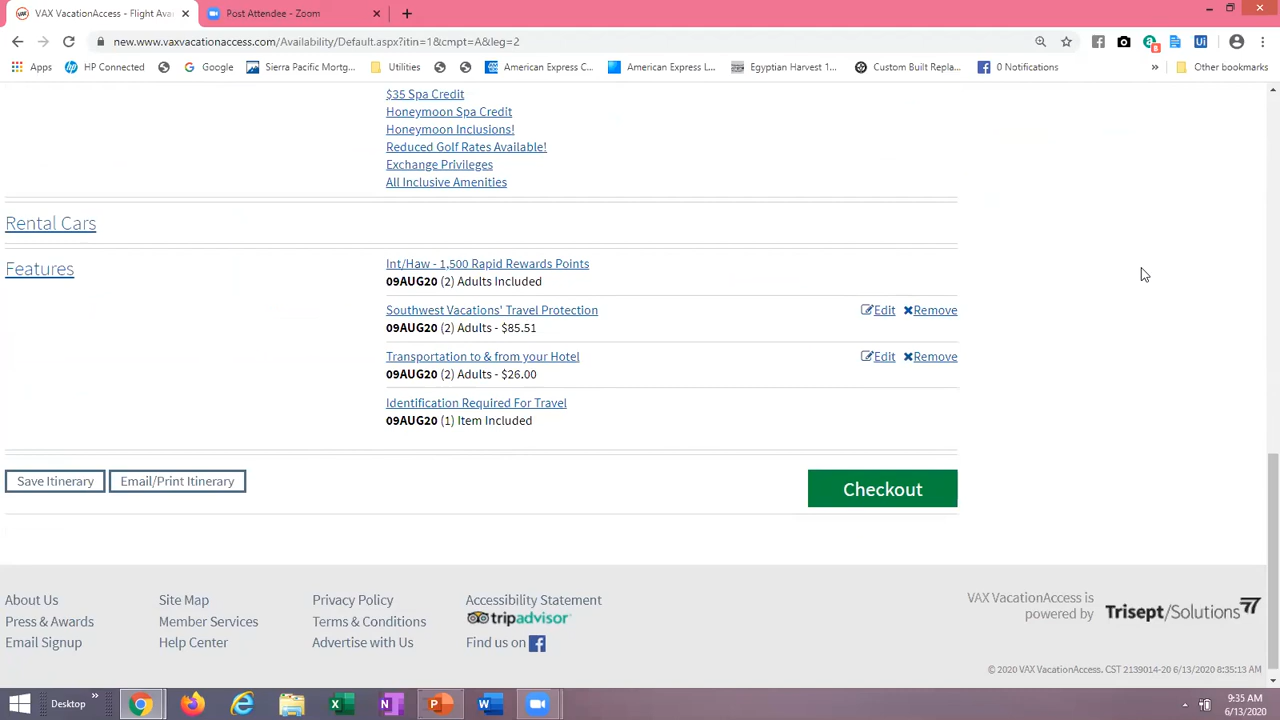 VAX VacationAccess - Flight Ava
Post Attendee - Zoom
new.vaxvacationaccess.com/Availability/Default.aspx?itin=1&cmpt=A&leg=2
Apps
HP Connected
Google
Sierra Pacific Mortg...
Utilities
American Express C...
American Express L...
Egyptian Harvest 1...
Custom Built Repla...
0 Notifications
Other bookmarks
$35 Spa Credit
Honeymoon Spa Credit
Honeymoon Inclusions!
Reduced Golf Rates Available!
Exchange Privileges
All Inclusive Amenities
Rental Cars
Features
Int/Haw - 1,500 Rapid Rewards Points
09AUG20 (2) Adults Included
Southwest Vacations' Travel Protection Edit Remove
09AUG20 (2) Adults - $85.51
Transportation to & from your Hotel Edit Remove
09AUG20 (2) Adults - $26.00
Identification Required For Travel
09AUG20 (1) Item Included
Save Itinerary Email/Print Itinerary Checkout
About Us
Press & Awards
Email Signup
Site Map
Member Services
Help Center
Privacy Policy
Terms & Conditions
Advertise with Us
Accessibility Statement
tripadvisor
Find us on
VAX VacationAccess is
powered by
Trisept/Solutions
© 2020 VAX VacationAccess. CST 2139014-20 6/13/2020 8:35:13 AM
Desktop
9:35 AM
6/13/2020